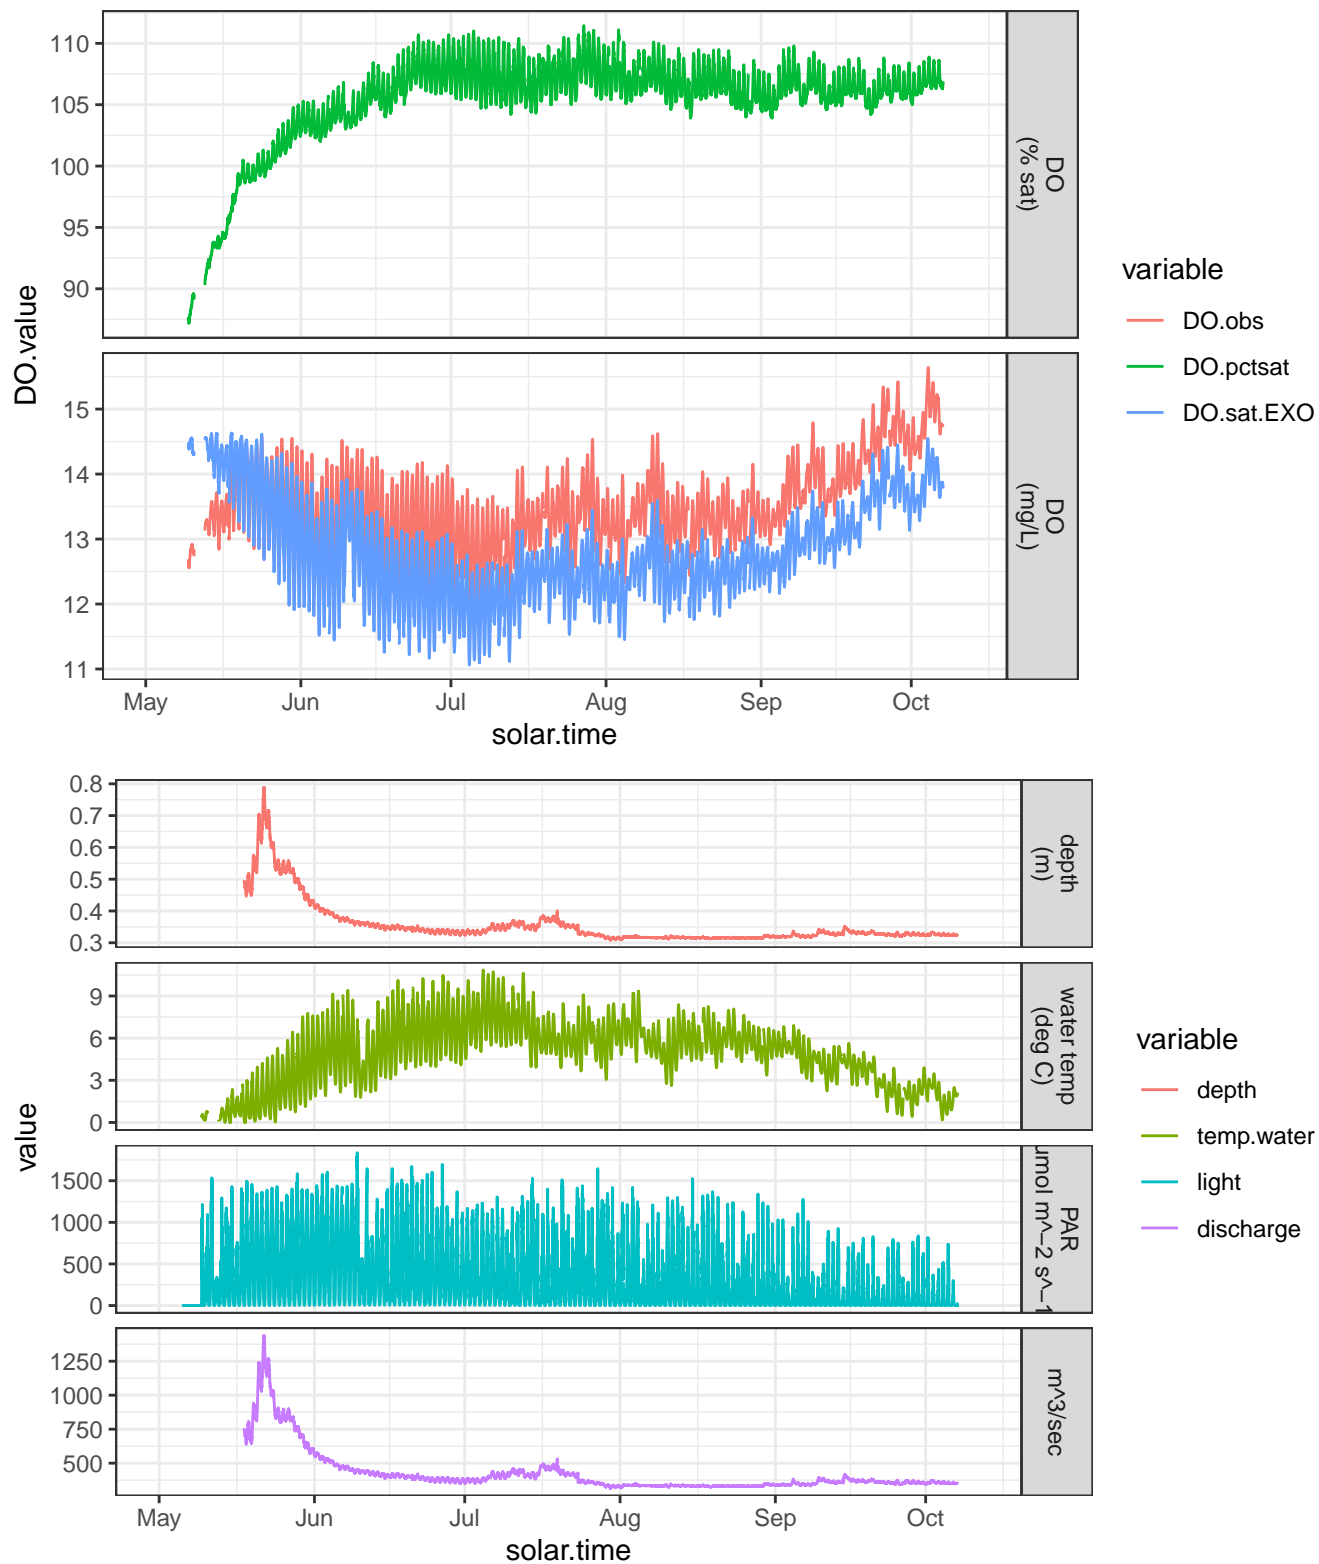 DO.value
110
105
100
95
90
DO
(% sat)
15
14
13
12
11
DO
(mg/L)
May Jun Jul Aug Sep Oct
solar.time
variable
DO.obs
DO.pctsat
DO.sat.EXO
value
0.8
0.7
0.6
0.5
0.4
0.3
depth
(m)
9
6
3
0
water temp
(deg C)
1500
1000
500
0
PAR
umol m^−2 s^−1
1250
1000
750
500
m^3/sec
May Jun Jul Aug Sep Oct
solar.time
variable
depth
temp.water
light
discharge